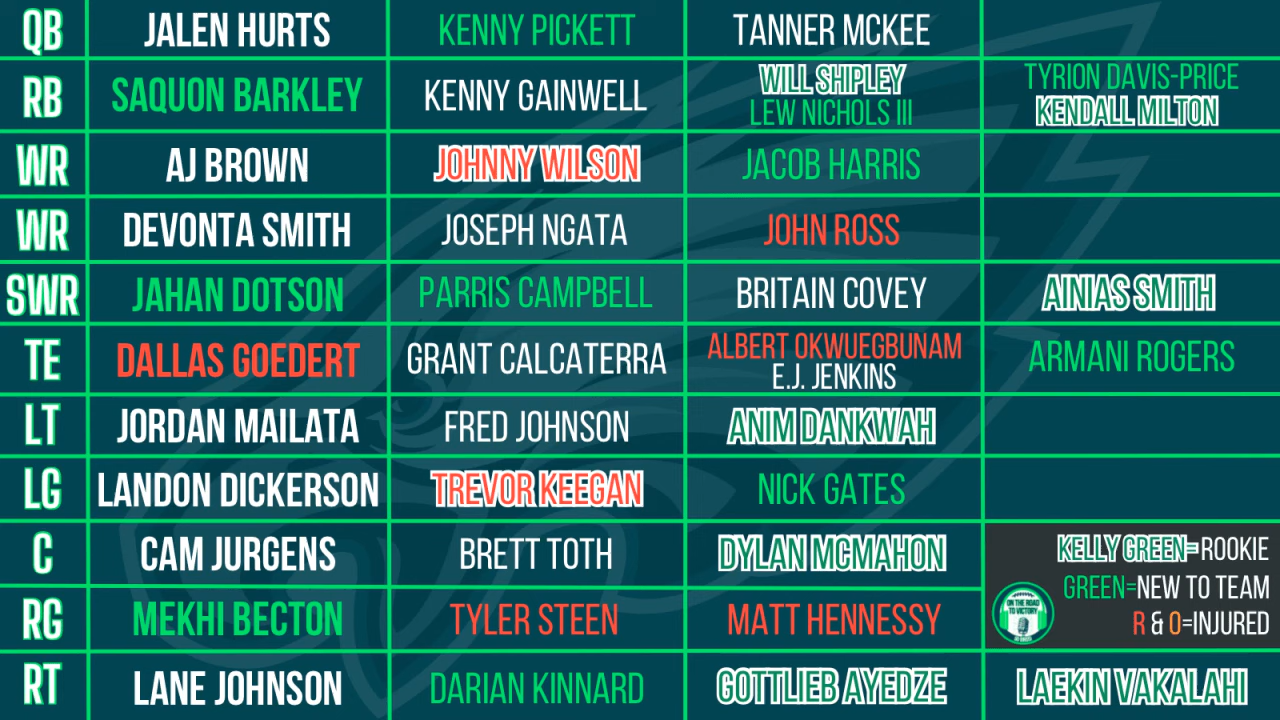 QB JALEN HURTS KENNY PICKETT TANNER MCKEE
RB SAQUON BARKLEY KENNY GAINWELL WILL SHIPLEY TYRION DAVIS-PRICE
LEW NICHOLS III KENDALL MILTON
WR AJ BROWN JOHNNY WILSON JACOB HARRIS
WR DEVONTA SMITH JOSEPH NGATA JOHN ROSS
SWR JAHAN DOTSON PARRIS CAMPBELL BRITAIN COVEY AINIAS SMITH
TE DALLAS GOEDERT GRANT CALCATERRA ALBERT OKWUEGBUNAM ARMANI ROGERS
E.J. JENKINS
LT JORDAN MAILATA FRED JOHNSON ANIM DANKWAH
LG LANDON DICKERSON TREVOR KEEGAN NICK GATES
C CAM JURGENS BRETT TOTH DYLAN MCMAHON
KELLY GREEN=ROOKIE
GREEN=NEW TO TEAM
R & O=INJURED
ON THE ROAD
TO VICTORY
RG MEKHI BECTON TYLER STEEN MATT HENNESSY
RT LANE JOHNSON DARIAN KINNARD GOTTLIEB AYEDZE LAEKIN VAKALAHI